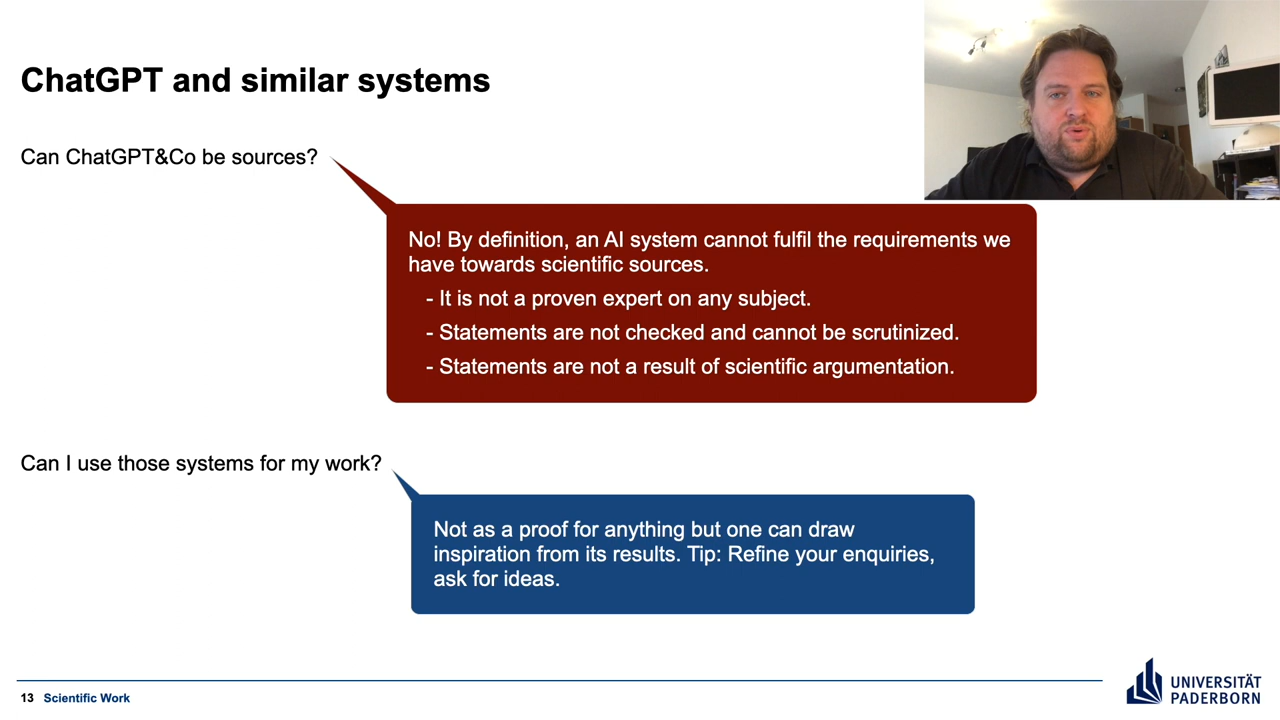 ChatGPT and similar systems
Can ChatGPT&Co be sources?
No! By definition, an AI system cannot fulfil the requirements we
have towards scientific sources.
- It is not a proven expert on any subject.
- Statements are not checked and cannot be scrutinized.
- Statements are not a result of scientific argumentation.
Can I use those systems for my work?
Not as a proof for anything but one can draw
inspiration from its results. Tip: Refine your enquiries,
ask for ideas.
13 Scientific Work
UNIVERSITÄT
PADERBORN